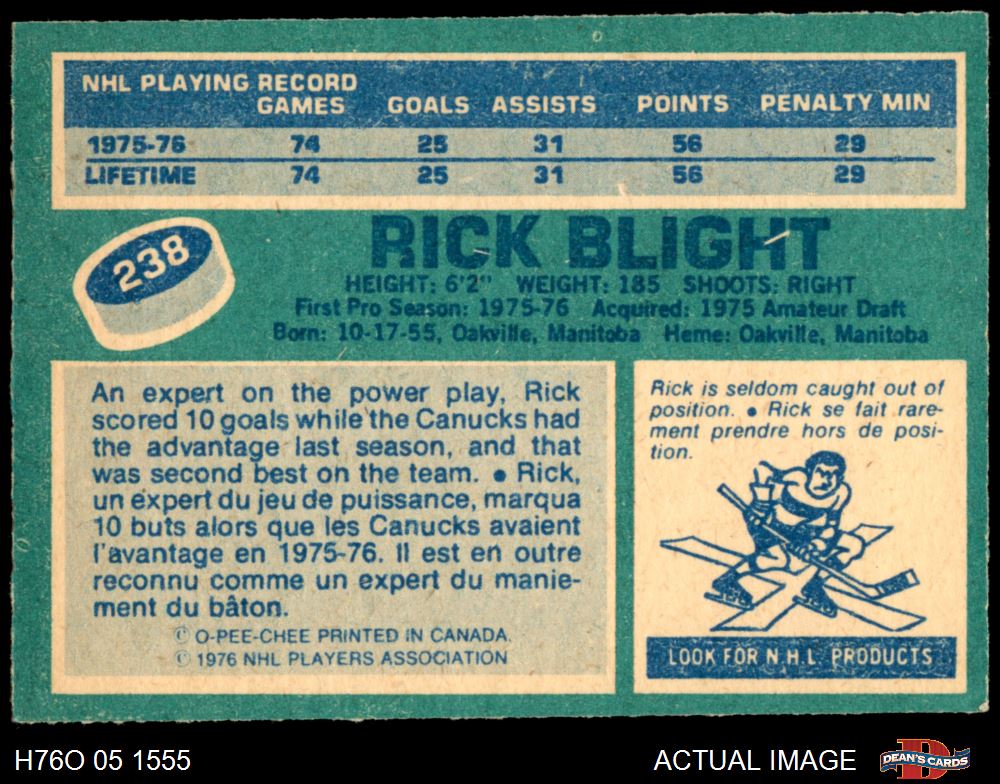 NHL PLAYING RECORD
GAMES GOALS ASSISTS POINTS PENALTY MIN
1975-76 74 25 31 56 29
LIFETIME 74 25 31 56 29
238
RICK BLIGHT
HEIGHT: 6'2" WEIGHT: 185 SHOOTS: RIGHT
First Pro Season: 1975-76 Acquired: 1975 Amateur Draft
Born: 10-17-55, Oakville, Manitoba Heme: Oakville, Manitoba
An expert on the power play, Rick
scored 10 goals while the Canucks had
the advantage last season, and that
was second best on the team. ● Rick,
un expert du jeu de puissance, marqua
10 buts alors que les Canucks avaient
l'avantage en 1975-76. Il est en outre
reconnu comme un expert du manie-
ment du bâton.
© O-PEE-CHEE PRINTED IN CANADA.
© 1976 NHL PLAYERS ASSOCIATION
Rick is seldom caught out of
position. ● Rick se fait rare-
ment prendre hors de posi-
tion.
LOOK FOR N.H.L PRODUCTS
H76O 05 1555
ACTUAL IMAGE
DEAN'S CARDS